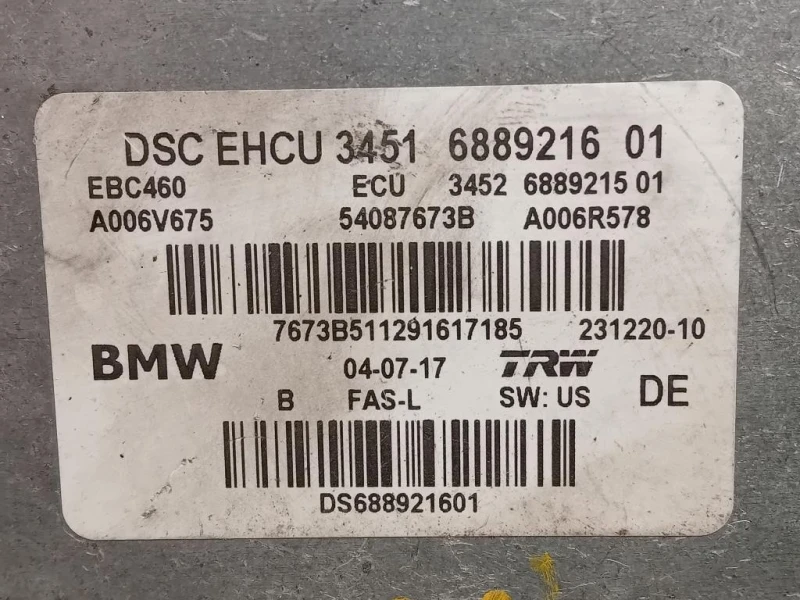 DSC EHCU 3451 6889216 01
EBC460 ECU 3452 6889215 01
A006V675 54087673B A006R578
7673B511291617185 231220-10
BMW 04-07-17 TRW
B FAS-L SW: US DE
DS688921601